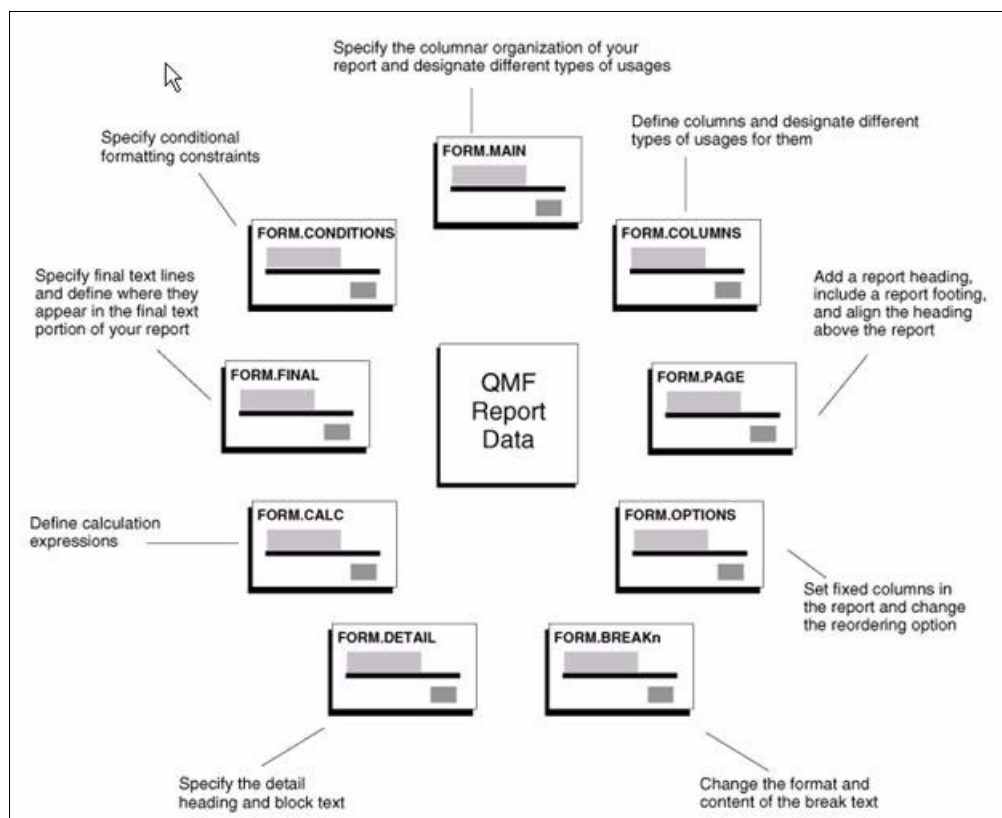 Specify the columnar organization of your
report and designate different types of usages
Define columns and designate different
types of usages for them
Specify conditional
formatting constraints
FORM.MAIN
FORM.CONDITIONS
FORM.COLUMNS
Specify final text lines
and define where they
appear in the final text
portion of your report
Add a report heading,
include a report footing,
and align the heading
above the report
FORM.FINAL
QMF
Report
Data
FORM.PAGE
Define calculation
expressions
FORM.CALC
FORM.OPTIONS
Set fixed columns in
the report and change
the reordering option
FORM.DETAIL
FORM.BREAKn
Specify the detail
heading and block text
Change the format and
content of the break text